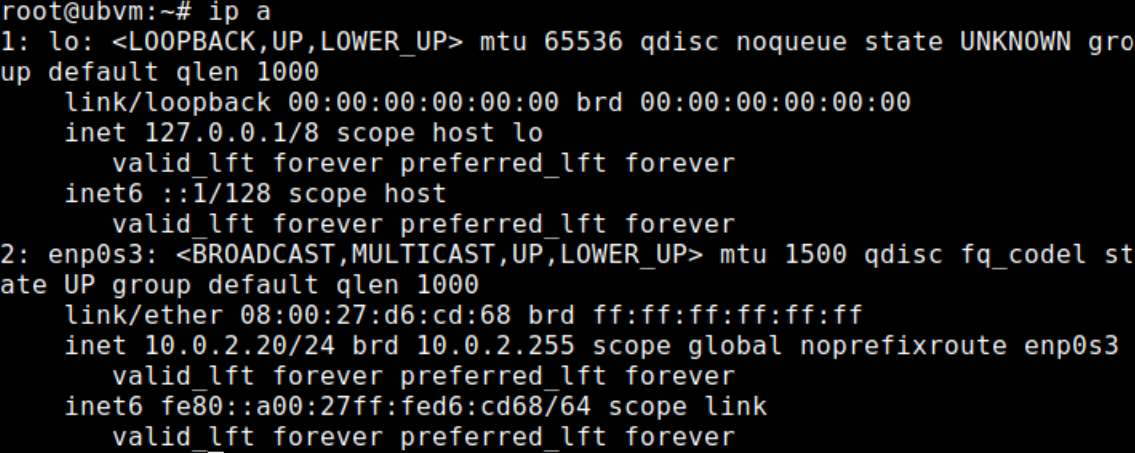 root@ubvm:~# ip a
1: lo: <LOOPBACK,UP,LOWER_UP> mtu 65536 qdisc noqueue state UNKNOWN gro
up default qlen 1000
    link/loopback 00:00:00:00:00:00 brd 00:00:00:00:00:00
    inet 127.0.0.1/8 scope host lo
       valid_lft forever preferred_lft forever
    inet6 ::1/128 scope host
       valid_lft forever preferred_lft forever
2: enp0s3: <BROADCAST,MULTICAST,UP,LOWER_UP> mtu 1500 qdisc fq_codel st
ate UP group default qlen 1000
    link/ether 08:00:27:d6:cd:68 brd ff:ff:ff:ff:ff:ff
    inet 10.0.2.20/24 brd 10.0.2.255 scope global noprefixroute enp0s3
       valid_lft forever preferred_lft forever
    inet6 fe80::a00:27ff:fed6:cd68/64 scope link
       valid_lft forever preferred_lft forever